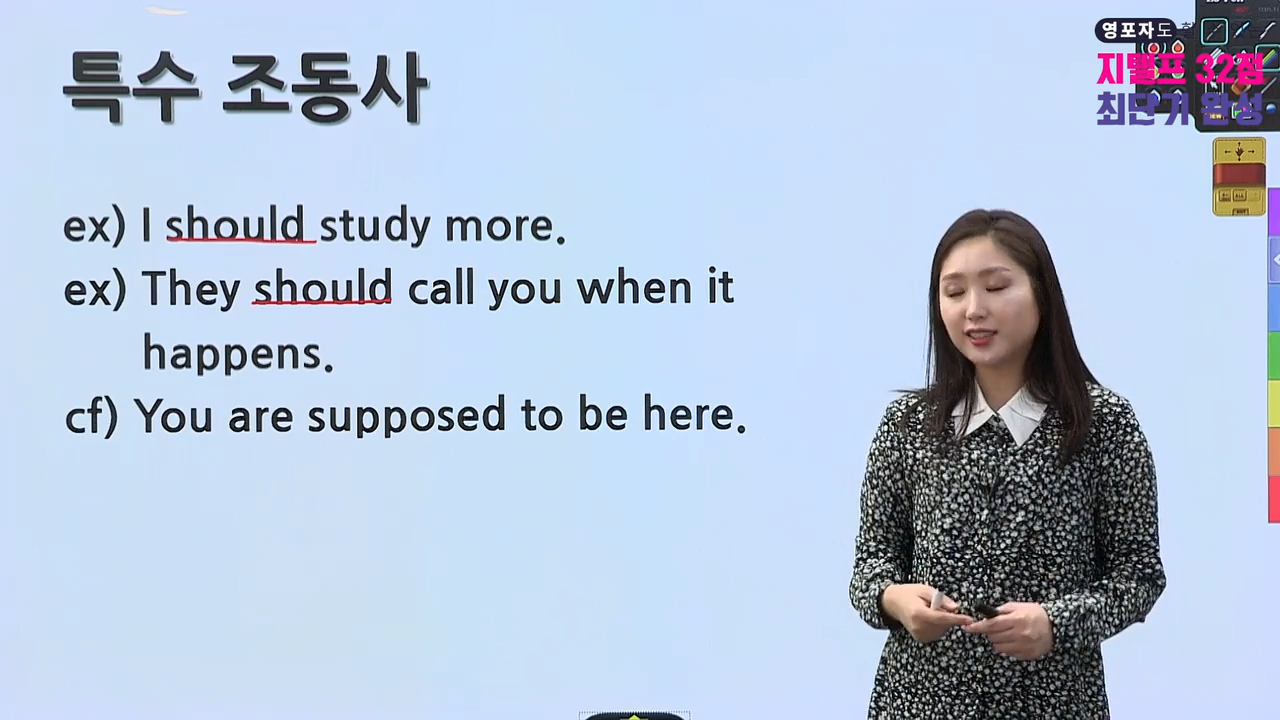 영포자도
지텔프 32점
최단기 완성
특수 조동사
ex) I should study more.
ex) They should call you when it
happens.
cf) You are supposed to be here.